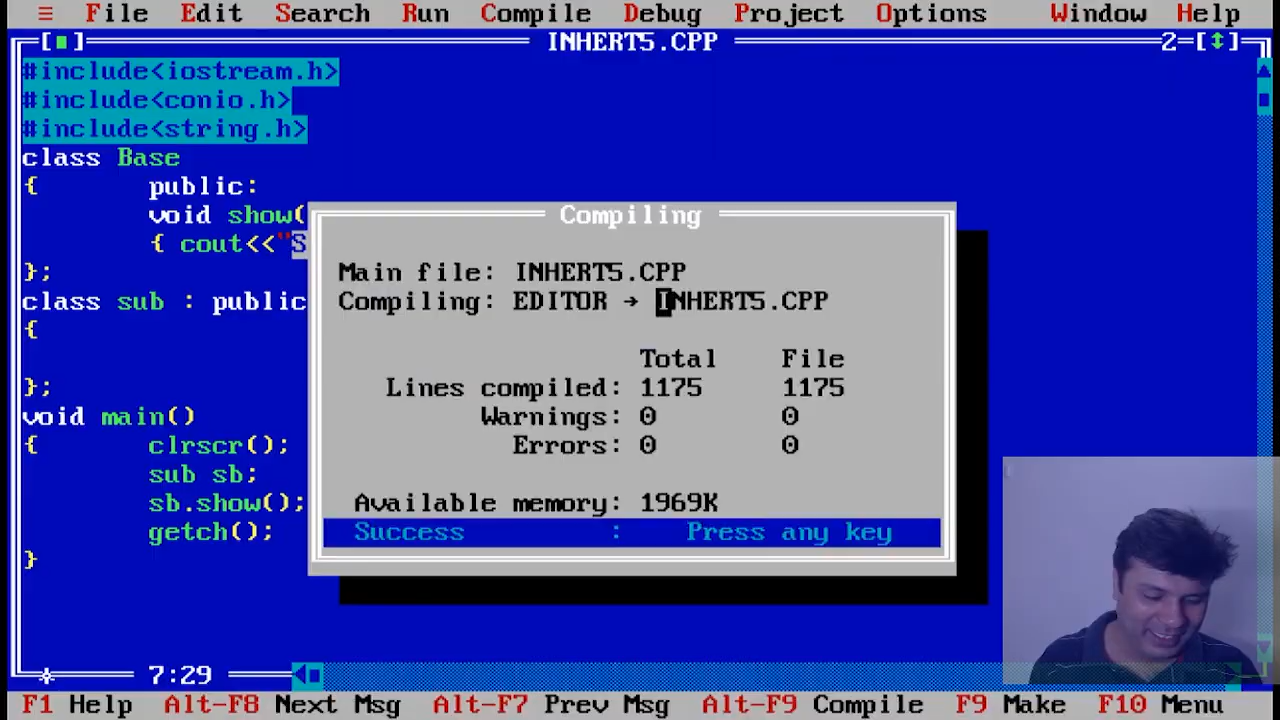 ≡ File Edit Search Run Compile Debug Project Options Window Help
[■] INHERT5.CPP 2=[↕]
#include<iostream.h>
#include<conio.h>
#include<string.h>
class Base
{ public:
void show(
{ cout<<"S
};
class sub : public
{
};
void main()
{ clrscr();
sub sb;
sb.show();
getch();
}
Compiling
Main file: INHERT5.CPP
Compiling: EDITOR → INHERT5.CPP
Total File
Lines compiled: 1175 1175
Warnings: 0 0
Errors: 0 0
Available memory: 1969K
Success : Press any key
7:29
F1 Help Alt-F8 Next Msg Alt-F7 Prev Msg Alt-F9 Compile F9 Make F10 Menu